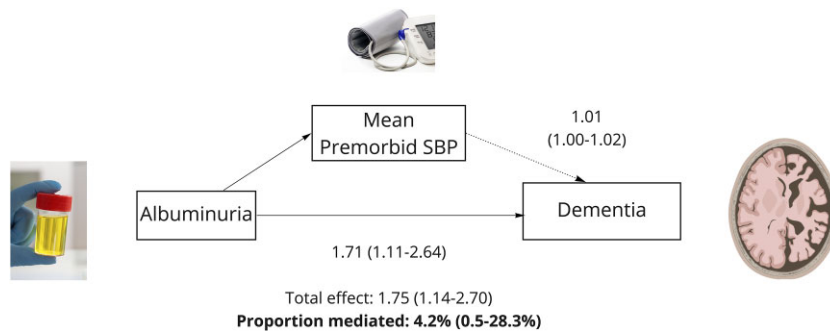 Mean
Premorbid SBP
1.01
(1.00-1.02)
Albuminuria
Dementia
1.71 (1.11-2.64)
Total effect: 1.75 (1.14-2.70)
Proportion mediated: 4.2% (0.5-28.3%)